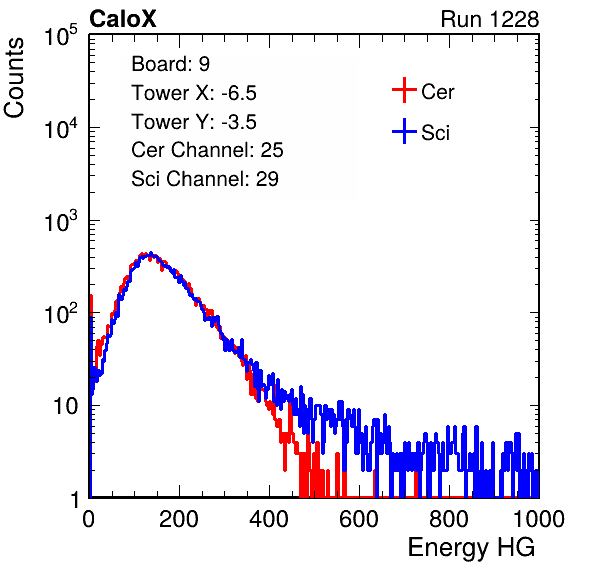 CaloX Run 1228
Counts
10^5
10^4
10^3
10^2
10
1
Board: 9
Tower X: -6.5
Tower Y: -3.5
Cer Channel: 25
Sci Channel: 29
Cer
Sci
0 200 400 600 800 1000
Energy HG